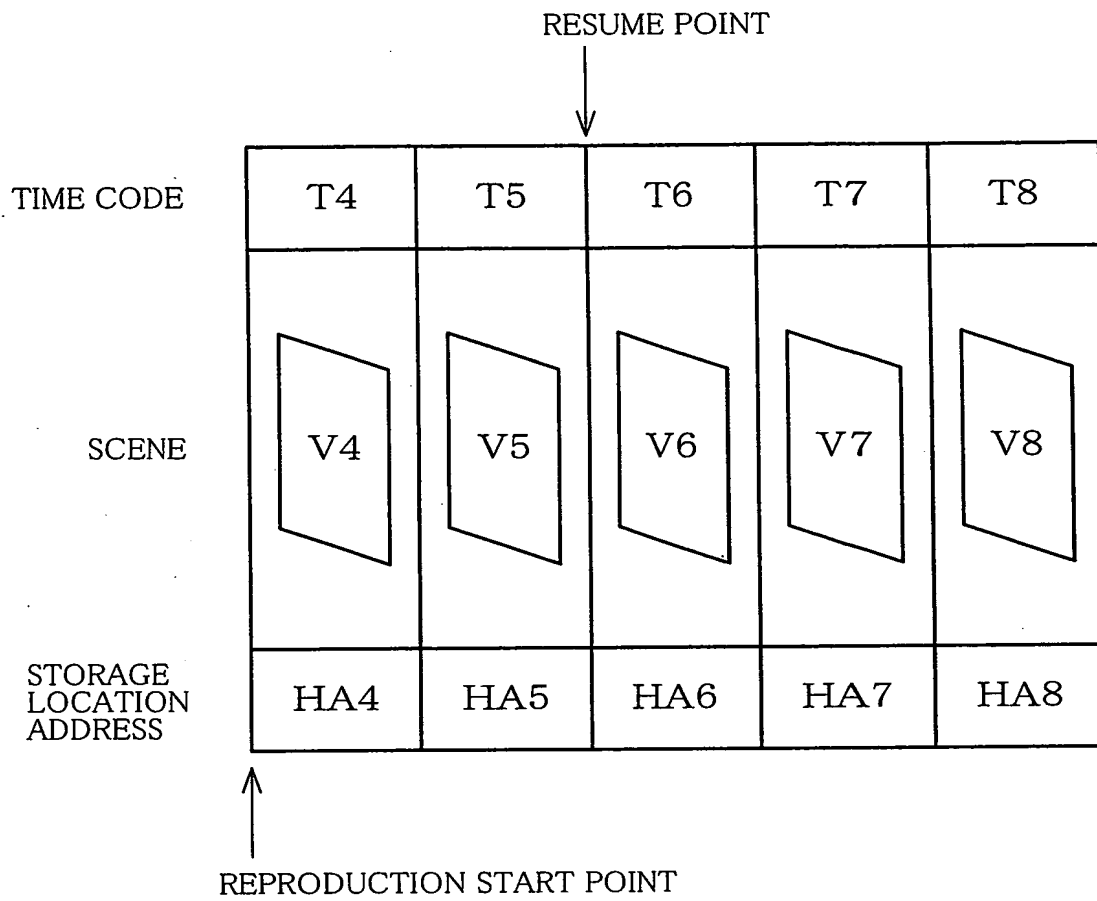 RESUME POINT
TIME CODE T4 T5 T6 T7 T8
SCENE V4 V5 V6 V7 V8
STORAGE
LOCATION
ADDRESS
HA4 HA5 HA6 HA7 HA8
REPRODUCTION START POINT